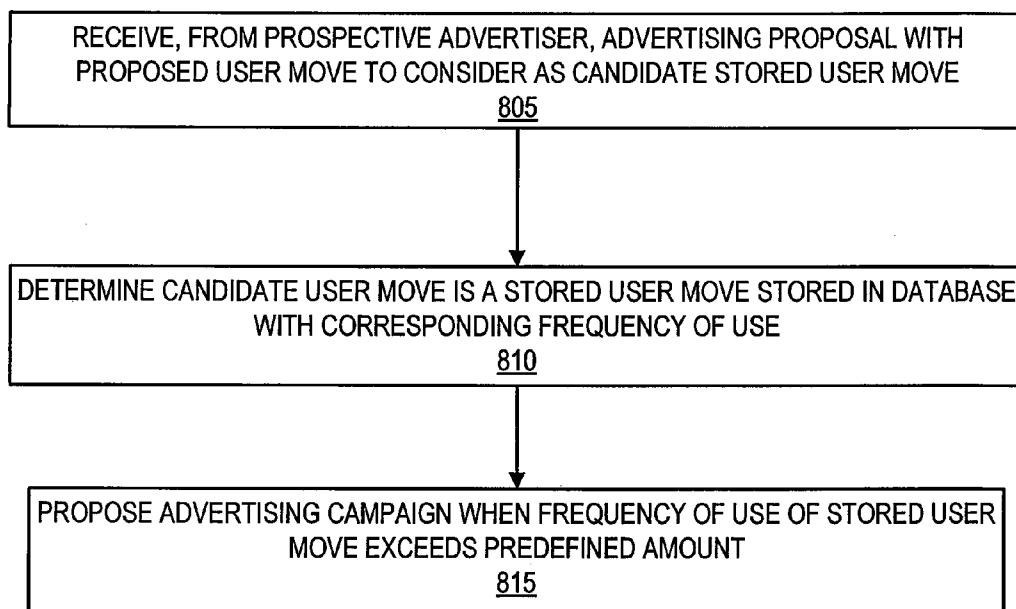 RECEIVE, FROM PROSPECTIVE ADVERTISER, ADVERTISING PROPOSAL WITH
PROPOSED USER MOVE TO CONSIDER AS CANDIDATE STORED USER MOVE
805
DETERMINE CANDIDATE USER MOVE IS A STORED USER MOVE STORED IN DATABASE
WITH CORRESPONDING FREQUENCY OF USE
810
PROPOSE ADVERTISING CAMPAIGN WHEN FREQUENCY OF USE OF STORED USER
MOVE EXCEEDS PREDEFINED AMOUNT
815